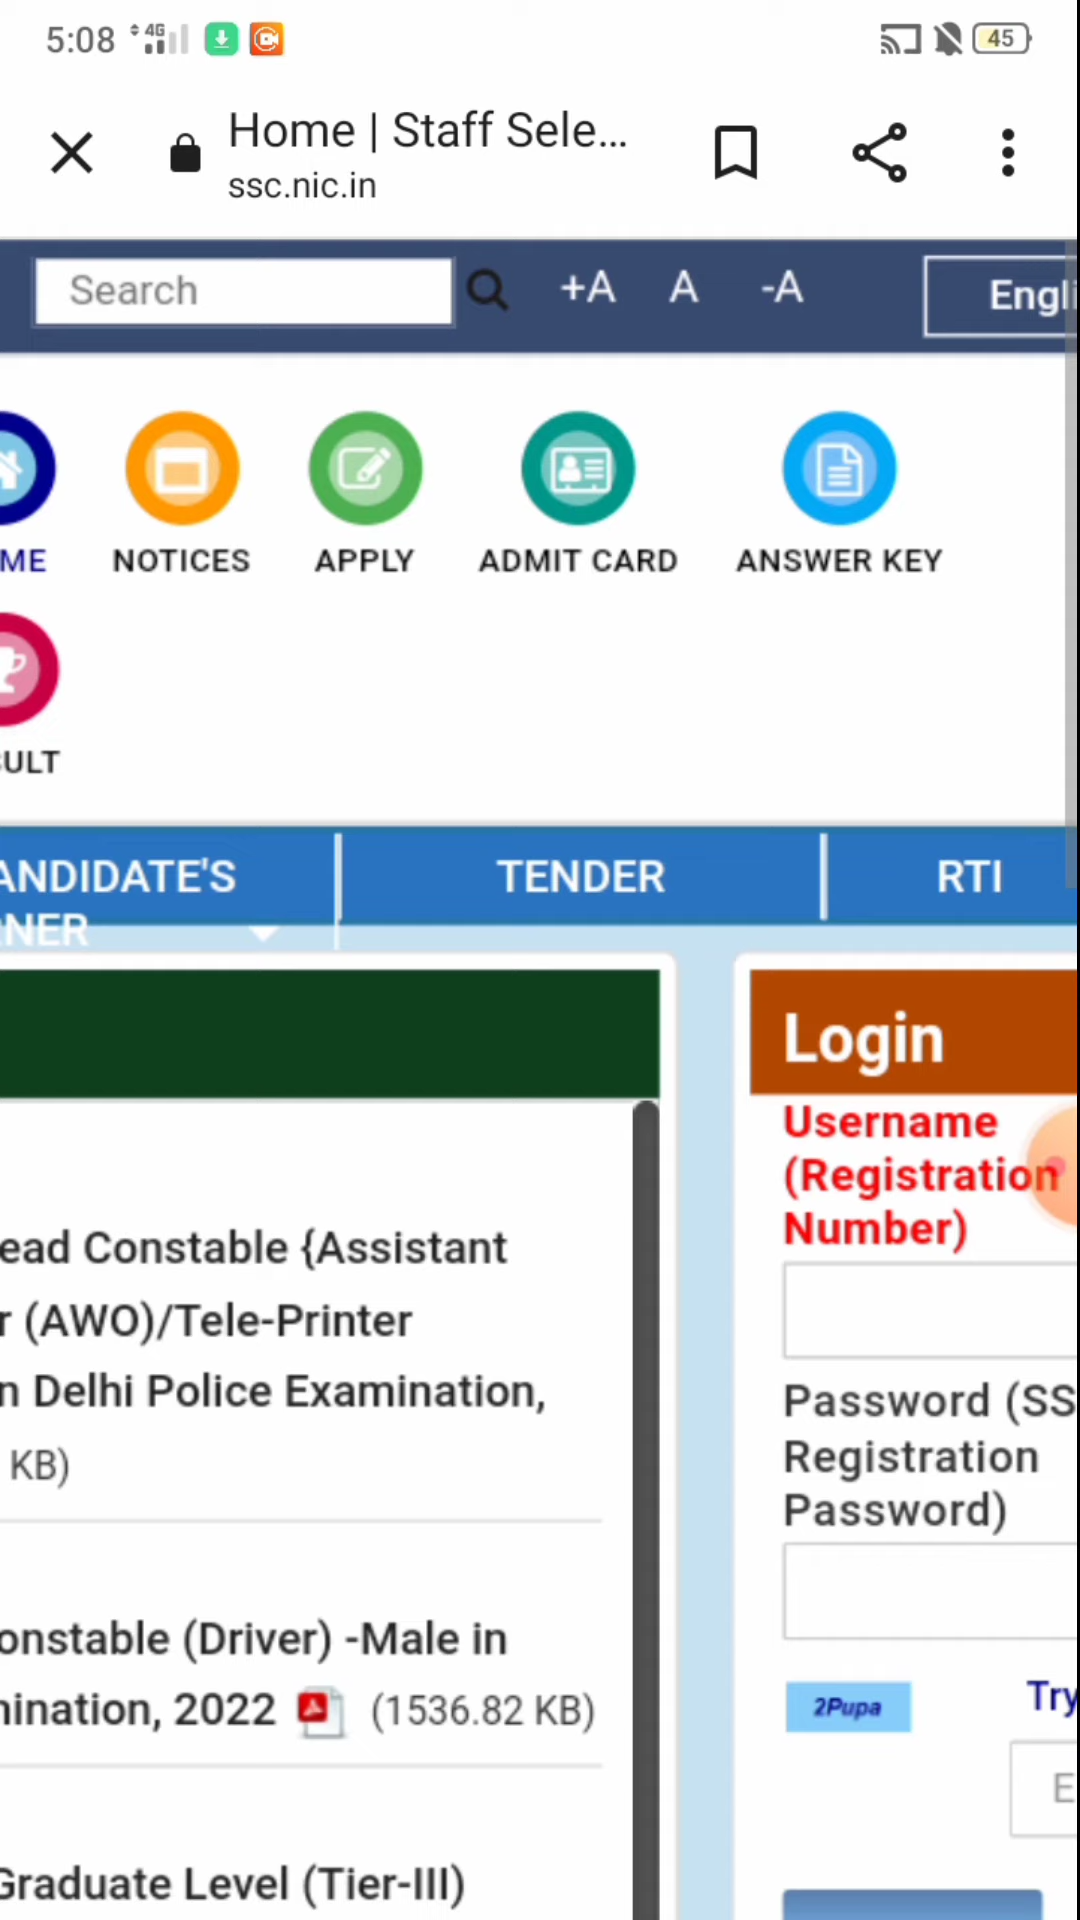 5:08 4G 45
Home | Staff Sele...
ssc.nic.in
Search +A A -A Engli
ME NOTICES APPLY ADMIT CARD ANSWER KEY
ULT
ANDIDATE'S TENDER RTI
NER
Login
Username
(Registration
Number)
ead Constable {Assistant
r (AWO)/Tele-Printer
n Delhi Police Examination,
KB)
Password (SS
Registration
Password)
onstable (Driver) -Male in
ination, 2022 (1536.82 KB)
2Pupa Try
E
Graduate Level (Tier-III)